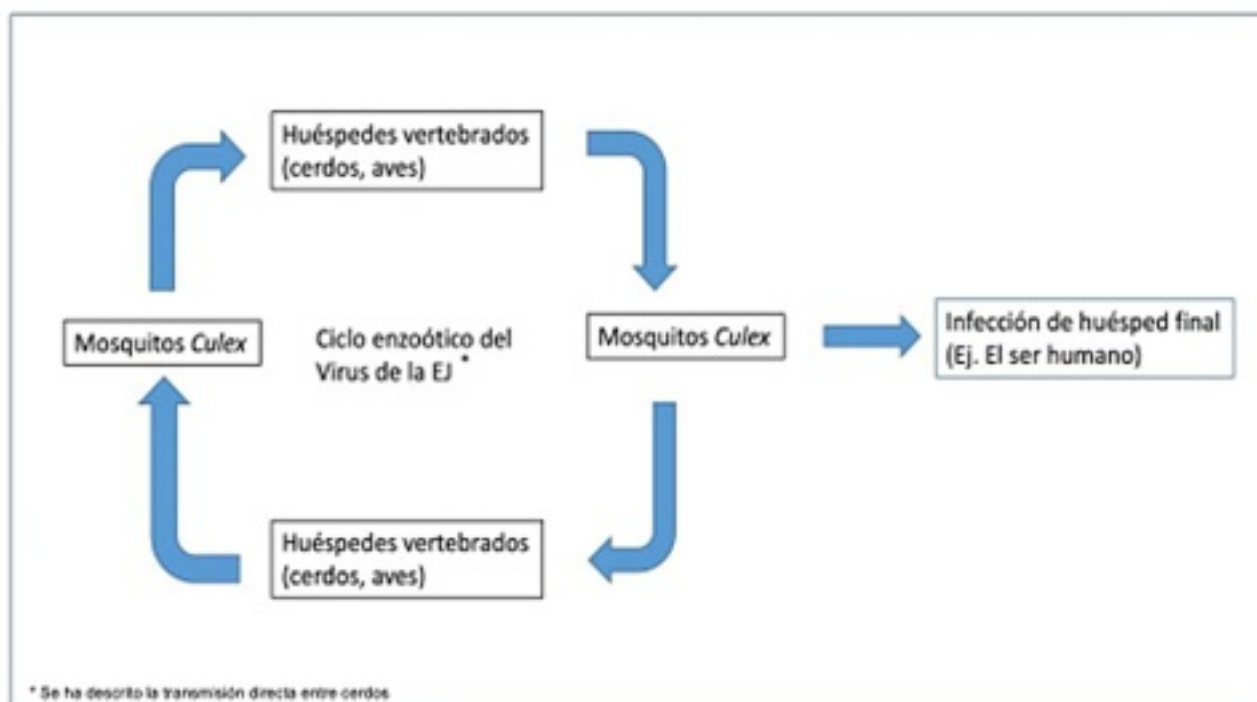 Huéspedes vertebrados
(cerdos, aves)
Mosquitos Culex
Ciclo enzoótico del
Virus de la EJ *
Mosquitos Culex
Infección de huésped final
(Ej. El ser humano)
Huéspedes vertebrados
(cerdos, aves)
* Se ha descrito la transmisión directa entre cerdos